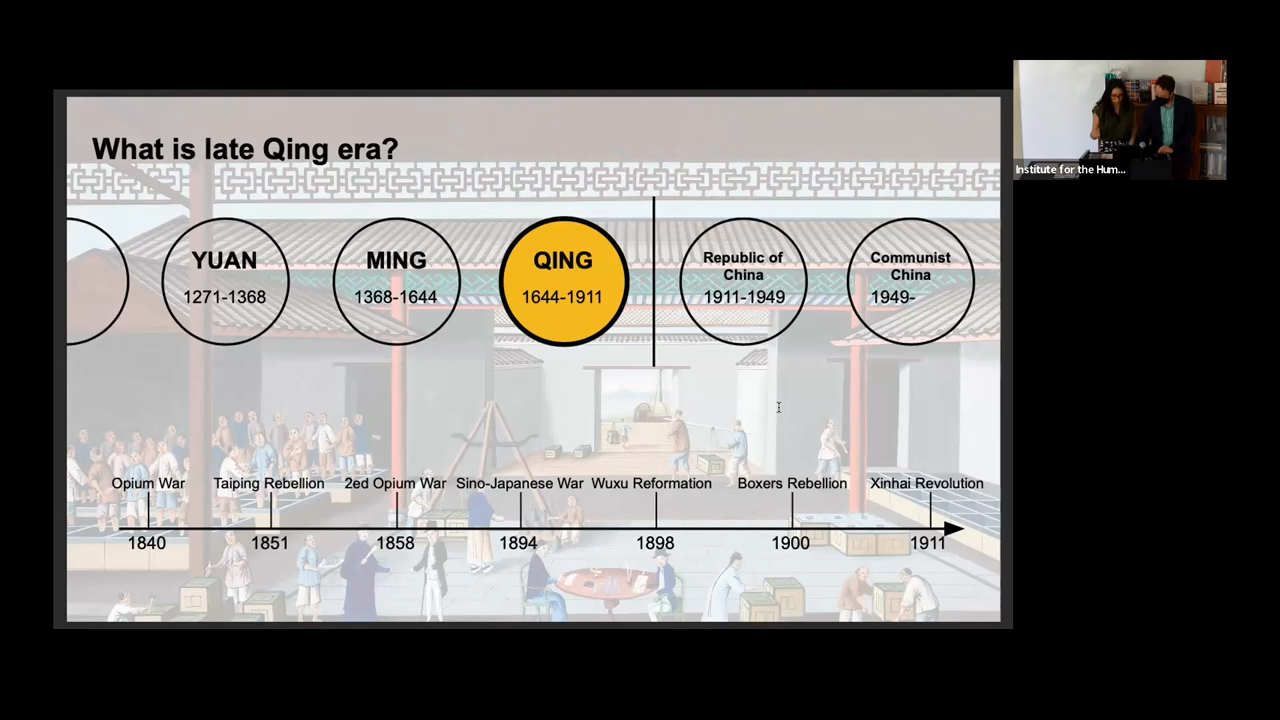 What is late Qing era?
YUAN
1271-1368
MING
1368-1644
QING
1644-1911
Republic of
China
1911-1949
Communist
China
1949-
Opium War
Taiping Rebellion
2ed Opium War
Sino-Japanese War
Wuxu Reformation
Boxers Rebellion
Xinhai Revolution
1840
1851
1858
1894
1898
1900
1911
Institute for the Hum...